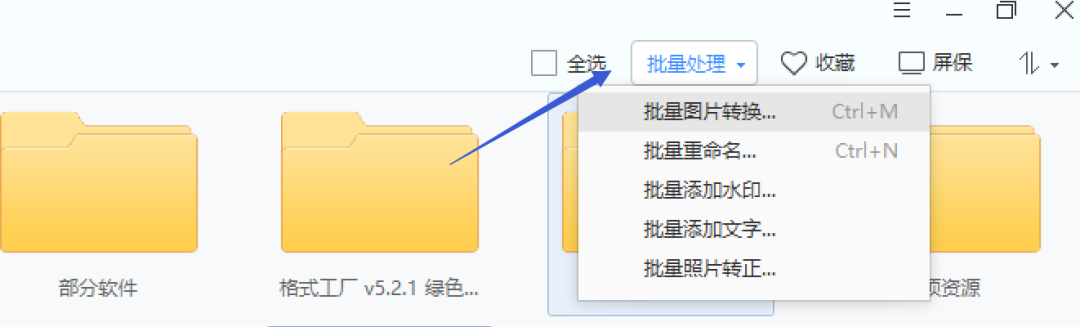 全选
批量处理
收藏
屏保
批量图片转换... Ctrl+M
批量重命名... Ctrl+N
批量添加水印...
批量添加文字...
批量照片转正...
部分软件
格式工厂 v5.2.1 绿色...
资源